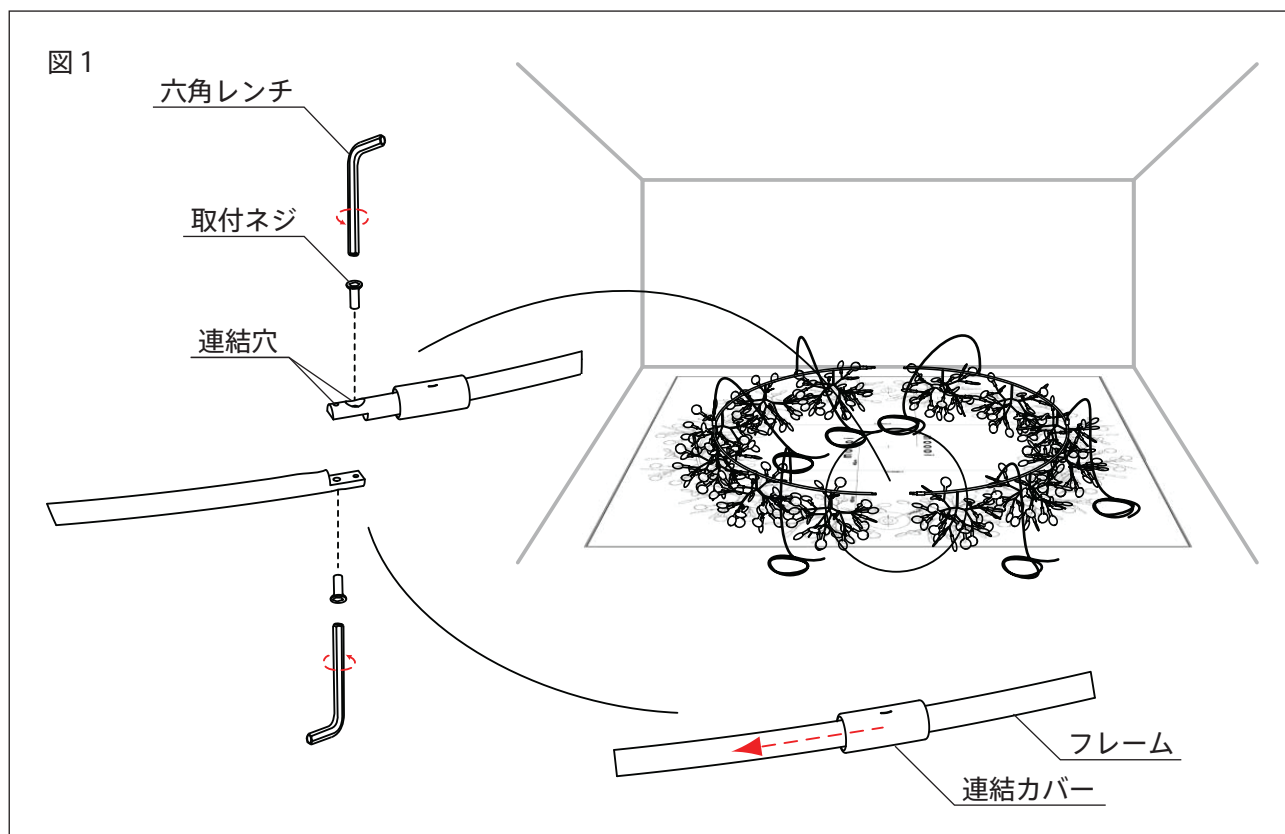 図1
六角レンチ
取付ネジ
連結穴
フレーム
連結カバー